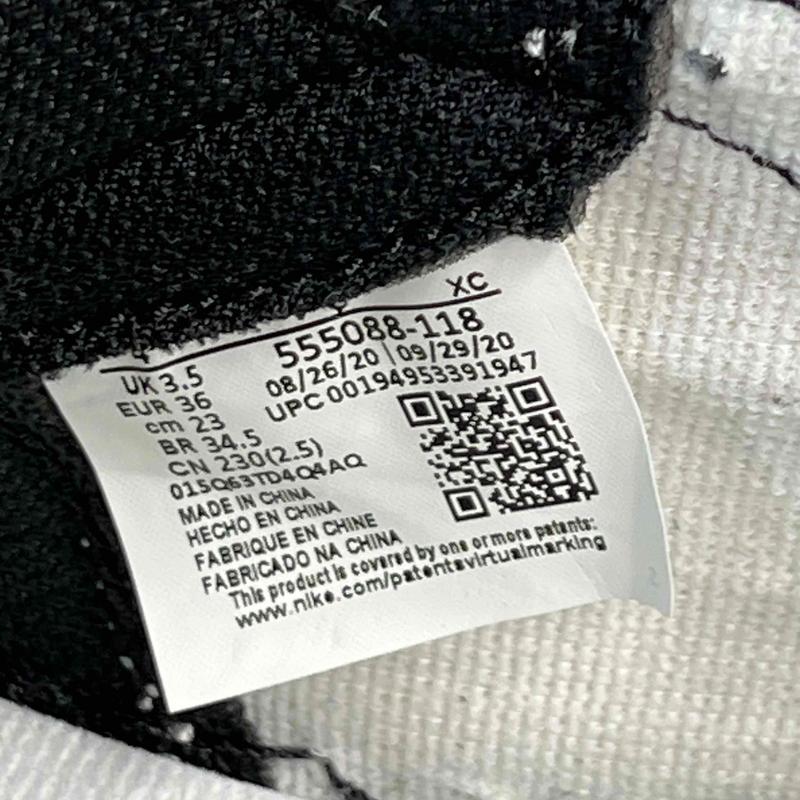 XC
555088-118
UK 3.5
08/26/20 | 09/29/20
EUR 36
UPC 00194953391947
cm 23
BR 34.5
CN 230(2.5)
015Q63TD4Q4AQ
MADE IN CHINA
HECHO EN CHINA
FABRIQUE EN CHINE
FABRICADO NA CHINA
This product is covered by one or more patents:
www.nike.com/patentsvirtualmarking